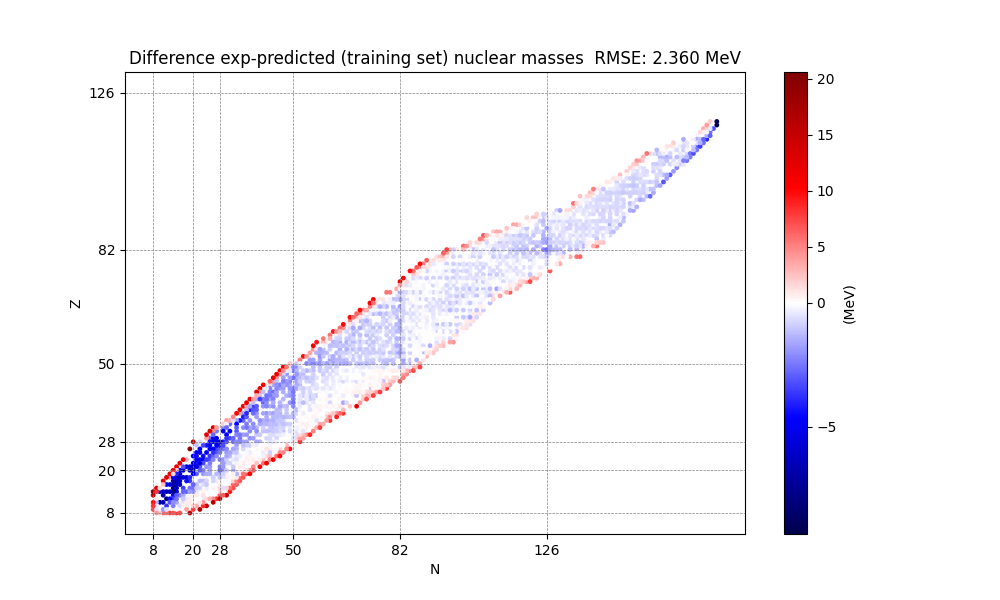 Difference exp-predicted (training set) nuclear masses  RMSE: 2.360 MeV
126
82
50
28
20
8
Z
8 20 28 50 82 126
N
20
15
10
5
0
−5
(MeV)